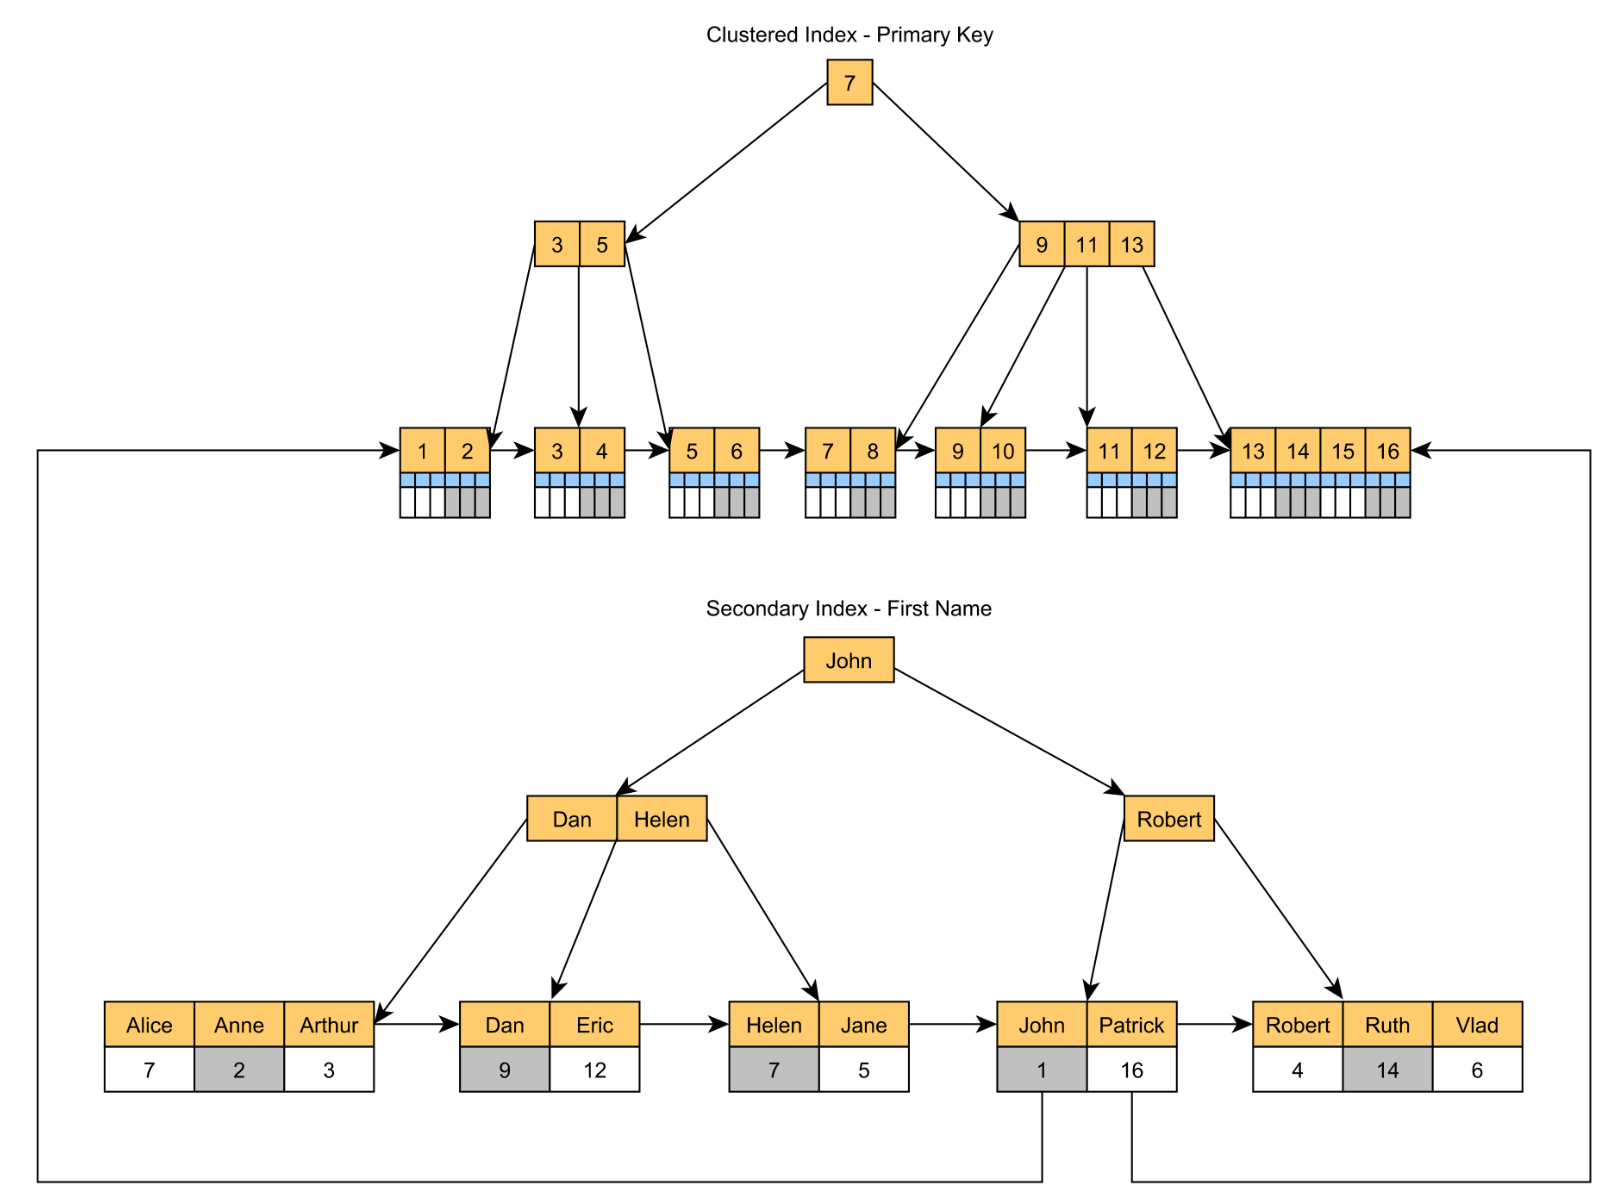 Clustered Index - Primary Key
7
3 5
9 11 13
1 2
3 4
5 6
7 8
9 10
11 12
13 14 15 16
Secondary Index - First Name
John
Dan Helen
Robert
Alice Anne Arthur
7 2 3
Dan Eric
9 12
Helen Jane
7 5
John Patrick
1 16
Robert Ruth Vlad
4 14 6